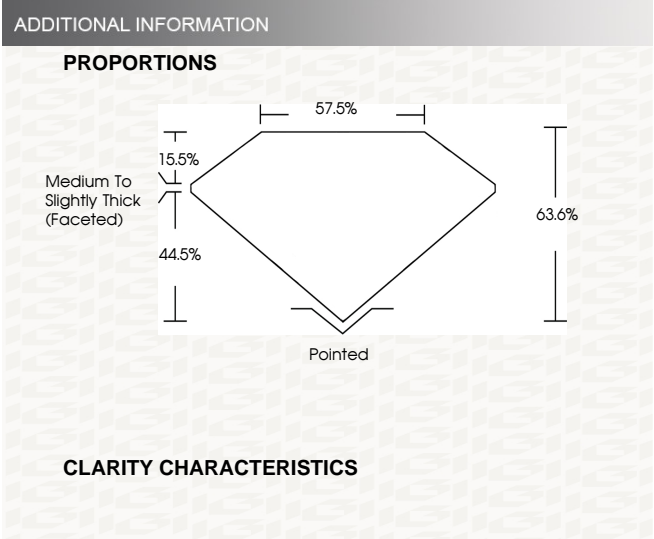 ADDITIONAL INFORMATION
PROPORTIONS
57.5%
15.5%
Medium To
Slightly Thick
(Faceted)
63.6%
44.5%
Pointed
CLARITY CHARACTERISTICS